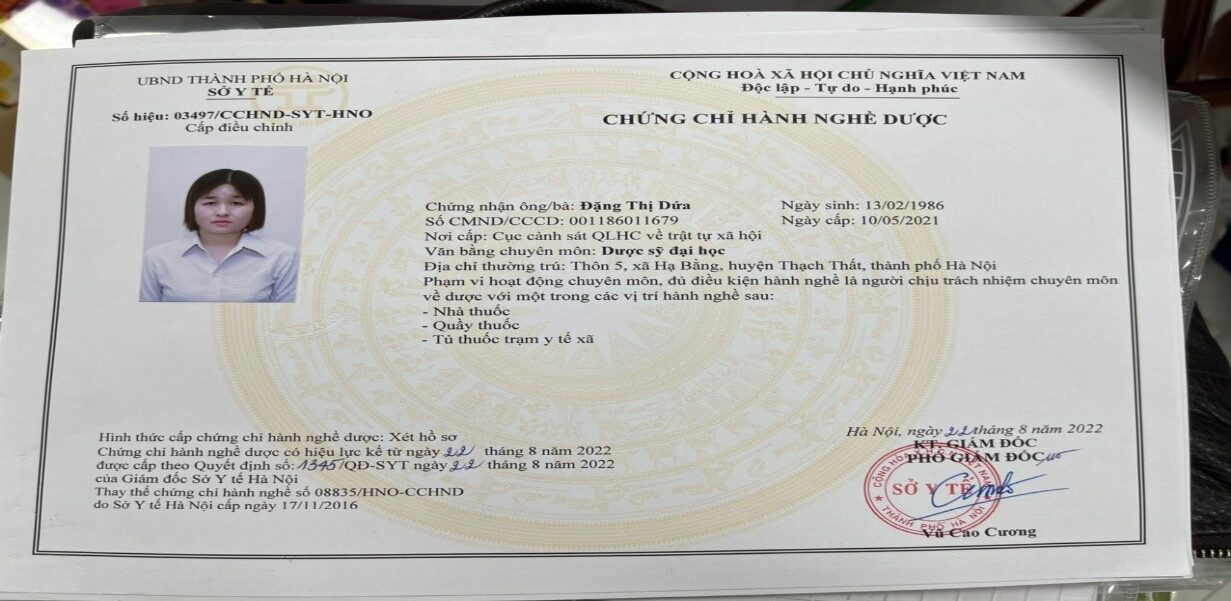 UBND THÀNH PHỐ HÀ NỘI
SỞ Y TẾ
Số hiệu: 03497/CCHND-SYT-HNO
Cấp điều chỉnh
CỘNG HOÀ XÃ HỘI CHỦ NGHĨA VIỆT NAM
Độc lập - Tự do - Hạnh phúc
CHỨNG CHỈ HÀNH NGHỀ DƯỢC
Chứng nhận ông/bà: Đặng Thị Dứa Ngày sinh: 13/02/1986
Số CMND/CCCD: 001186011679 Ngày cấp: 10/05/2021
Nơi cấp: Cục cảnh sát QLHC về trật tự xã hội
Văn bằng chuyên môn: Dược sỹ đại học
Địa chỉ thường trú: Thôn 5, xã Hạ Bằng, huyện Thạch Thất, thành phố Hà Nội
Phạm vi hoạt động chuyên môn, đủ điều kiện hành nghề là người chịu trách nhiệm chuyên môn
về dược với một trong các vị trí hành nghề sau:
- Nhà thuốc
- Quầy thuốc
- Tủ thuốc trạm y tế xã
Hình thức cấp chứng chỉ hành nghề dược: Xét hồ sơ
Chứng chỉ hành nghề dược có hiệu lực kể từ ngày 22 tháng 8 năm 2022
được cấp theo Quyết định số: 1345/QĐ-SYT ngày 22 tháng 8 năm 2022
của Giám đốc Sở Y tế Hà Nội
Thay thế chứng chỉ hành nghề số 08835/HNO-CCHND
do Sở Y tế Hà Nội cấp ngày 17/11/2016
Hà Nội, ngày 22 tháng 8 năm 2022
KT. GIÁM ĐỐC
PHÓ GIÁM ĐỐC
SỞ Y TẾ
THÀNH PHỐ HÀ NỘI
Vũ Cao Cương